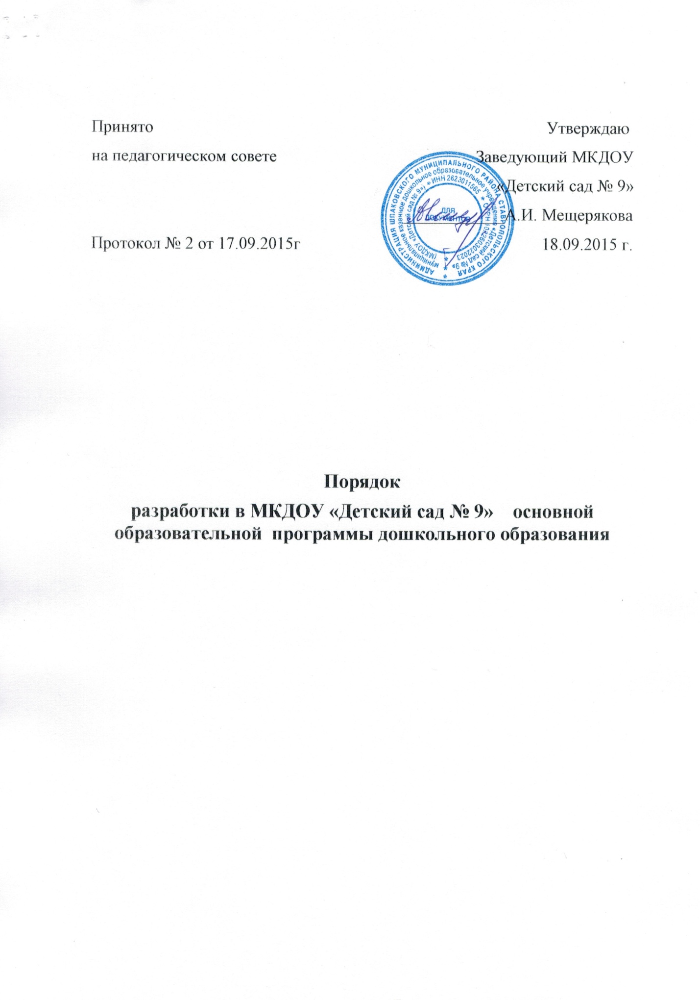 Принято
на педагогическом совете
Протокол № 2 от 17.09.2015г
Утверждаю
Заведующий МКДОУ
«Детский сад № 9»
А.И. Мещерякова
18.09.2015 г.
АДМИНИСТРАЦИЯ ШПАКОВСКОГО МУНИЦИПАЛЬНОГО РАЙОНА СТАВРОПОЛЬСКОГО КРАЯ
муниципальное казенное дошкольное образовательное учреждение «Детский сад № 9»
(МКДОУ «Детский сад № 9») * ИНН 2623011565 *
ДЛЯ
ДОКУМЕНТОВ
Порядок
разработки в МКДОУ «Детский сад № 9» основной
образовательной программы дошкольного образования